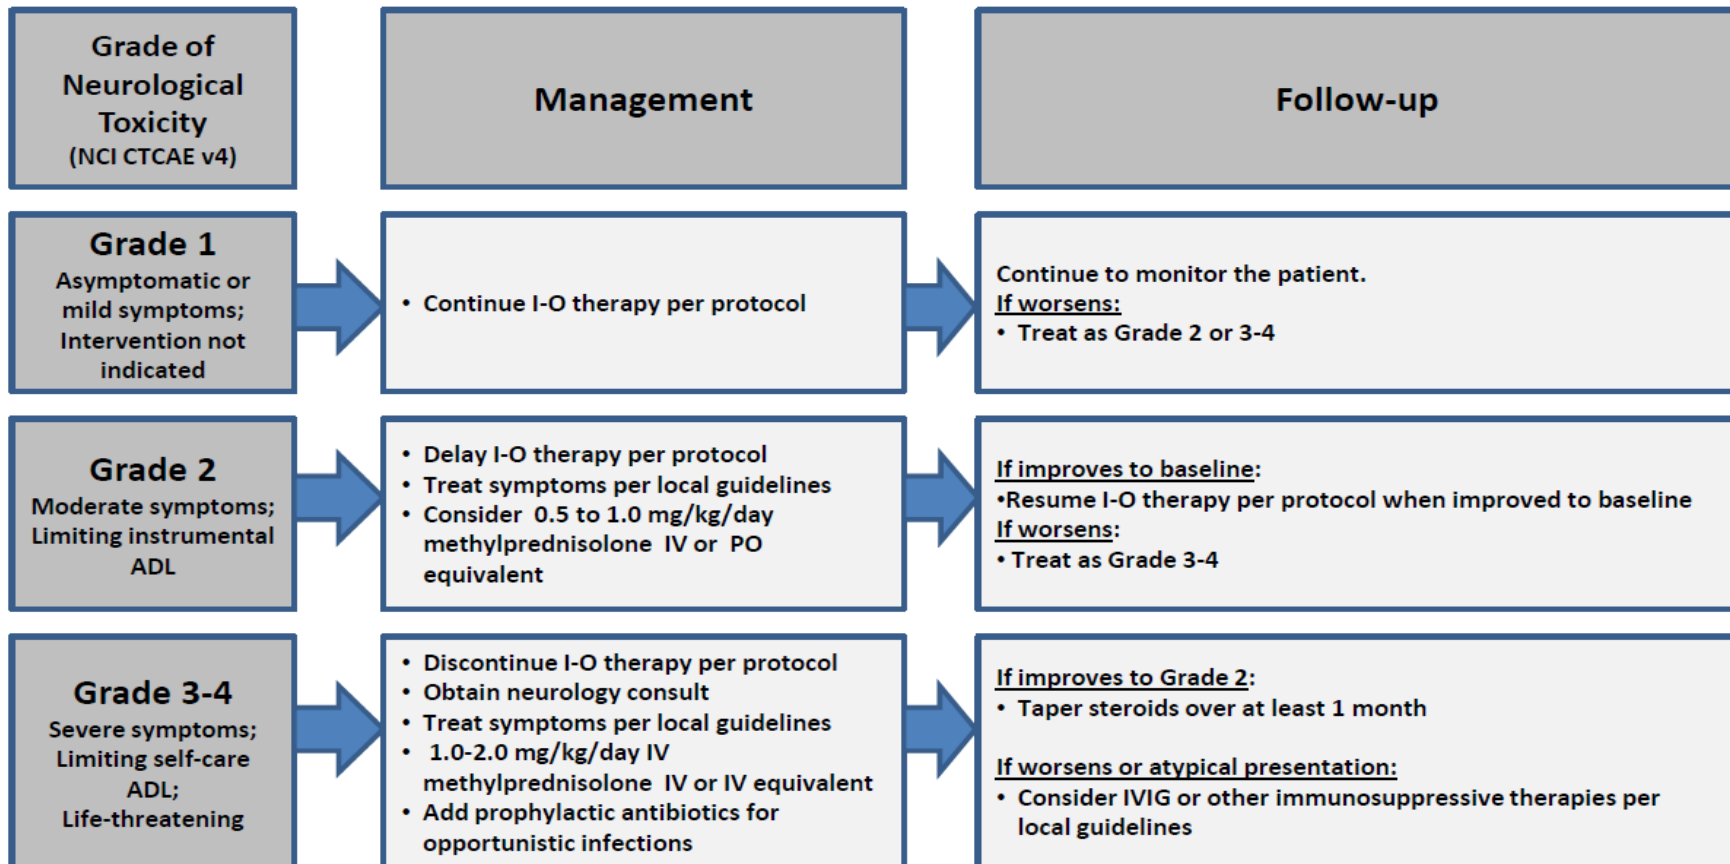 Grade of
Neurological
Toxicity
(NCI CTCAE v4)
Management
Follow-up
Grade 1
Asymptomatic or
mild symptoms;
Intervention not
indicated
• Continue I-O therapy per protocol
Continue to monitor the patient.
If worsens:
• Treat as Grade 2 or 3-4
Grade 2
Moderate symptoms;
Limiting instrumental
ADL
• Delay I-O therapy per protocol
• Treat symptoms per local guidelines
• Consider 0.5 to 1.0 mg/kg/day
methylprednisolone IV or PO
equivalent
If improves to baseline:
•Resume I-O therapy per protocol when improved to baseline
If worsens:
• Treat as Grade 3-4
Grade 3-4
Severe symptoms;
Limiting self-care
ADL;
Life-threatening
• Discontinue I-O therapy per protocol
• Obtain neurology consult
• Treat symptoms per local guidelines
• 1.0-2.0 mg/kg/day IV
methylprednisolone IV or IV equivalent
• Add prophylactic antibiotics for
opportunistic infections
If improves to Grade 2:
• Taper steroids over at least 1 month
If worsens or atypical presentation:
• Consider IVIG or other immunosuppressive therapies per
local guidelines